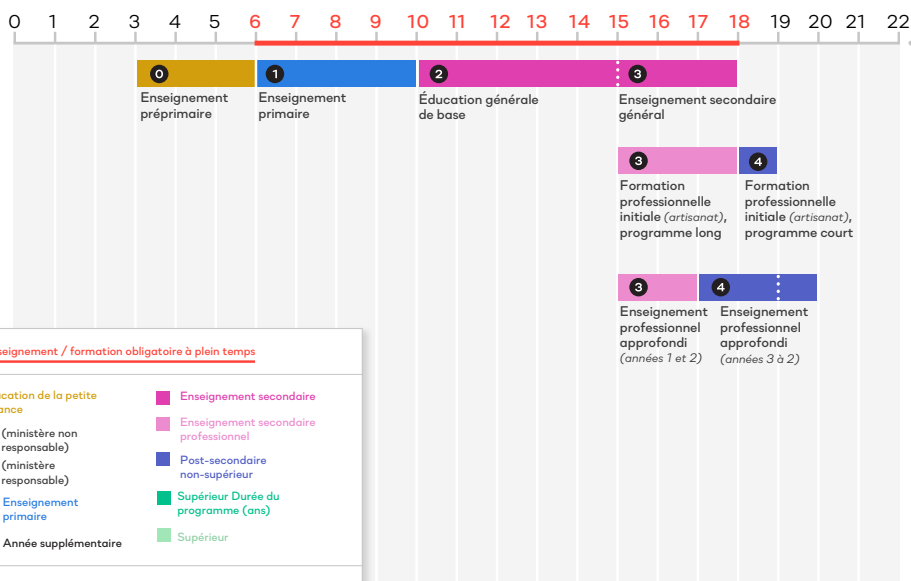 0 1 2 3 4 5 6 7 8 9 10 11 12 13 14 15 16 17 18 19 20 21 22
0 1 2 3
Enseignement
préprimaire
Enseignement
primaire
Éducation générale
de base
Enseignement secondaire
général
3 4
Formation
professionnelle
initiale (artisanat),
programme long
Formation
professionnelle
initiale (artisanat),
programme court
3 4
Enseignement
professionnel
approfondi
(années 1 et 2)
Enseignement
professionnel
approfondi
(années 3 à 2)
seignement / formation obligatoire à plein temps
cation de la petite
ance
(ministère non
responsable)
(ministère
responsable)
Enseignement
primaire
Année supplémentaire
Enseignement secondaire
Enseignement secondaire
professionnel
Post-secondaire
non-supérieur
Supérieur Durée du
programme (ans)
Supérieur